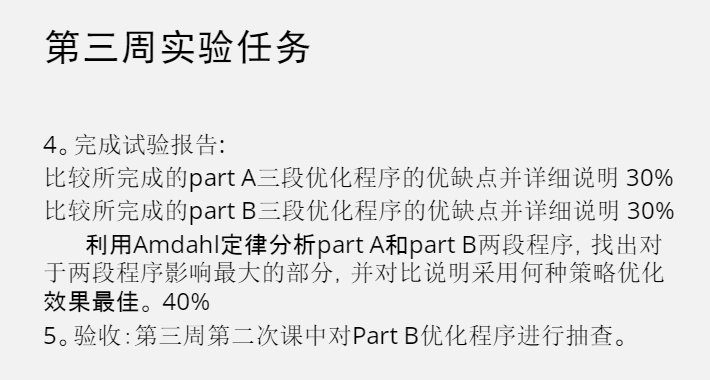 第三周实验任务
4。完成试验报告:
比较所完成的part A三段优化程序的优缺点并详细说明 30%
比较所完成的part B三段优化程序的优缺点并详细说明 30%
利用Amdahl定律分析part A和part B两段程序，找出对
于两段程序影响最大的部分，并对比说明采用何种策略优化
效果最佳。40%
5。验收：第三周第二次课中对Part B优化程序进行抽查。